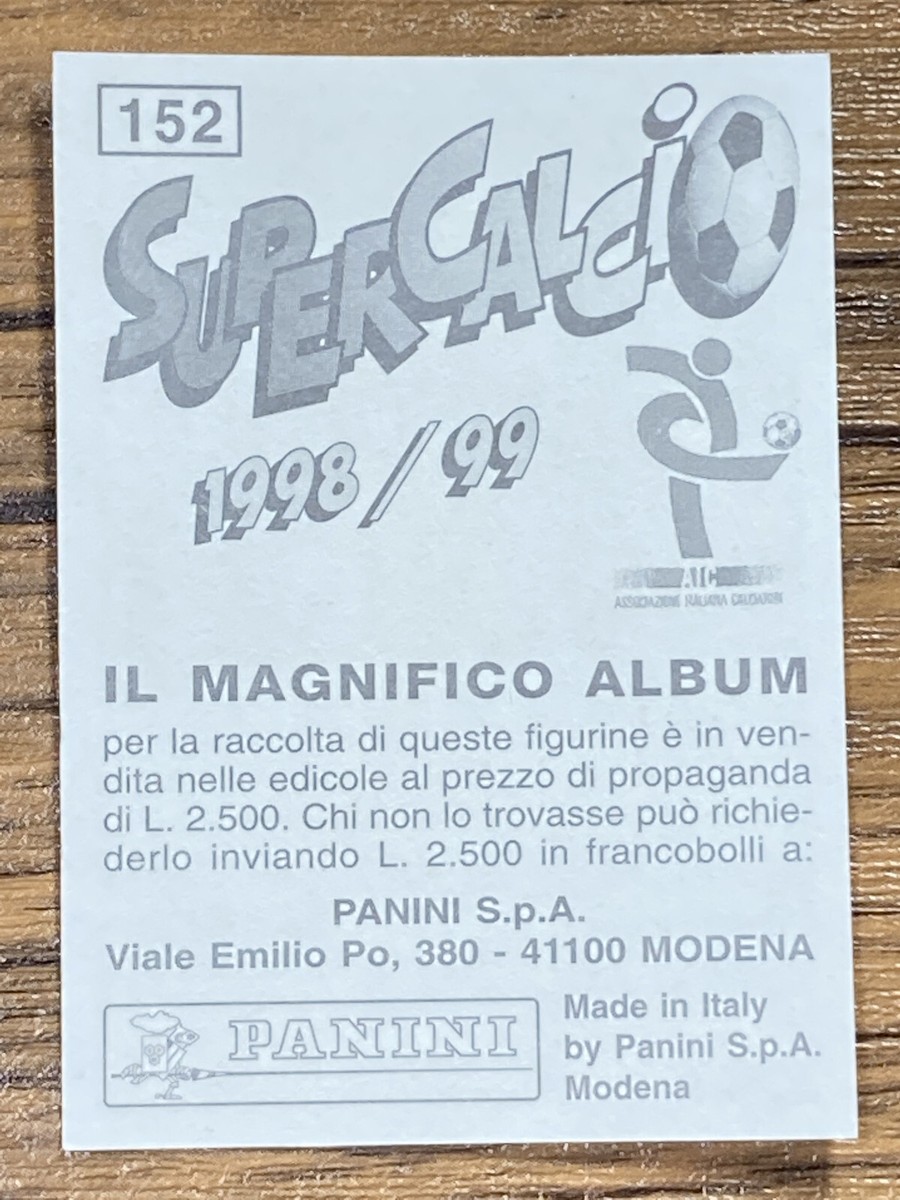 152
SUPERCALCIO
1998/99
AIC
ASSOCIAZIONE ITALIANA CALCIATORI
IL MAGNIFICO ALBUM
per la raccolta di queste figurine è in ven-
dita nelle edicole al prezzo di propaganda
di L. 2.500. Chi non lo trovasse può richie-
derlo inviando L. 2.500 in francobolli a:
PANINI S.p.A.
Viale Emilio Po, 380 - 41100 MODENA
PANINI
Made in Italy
by Panini S.p.A.
Modena